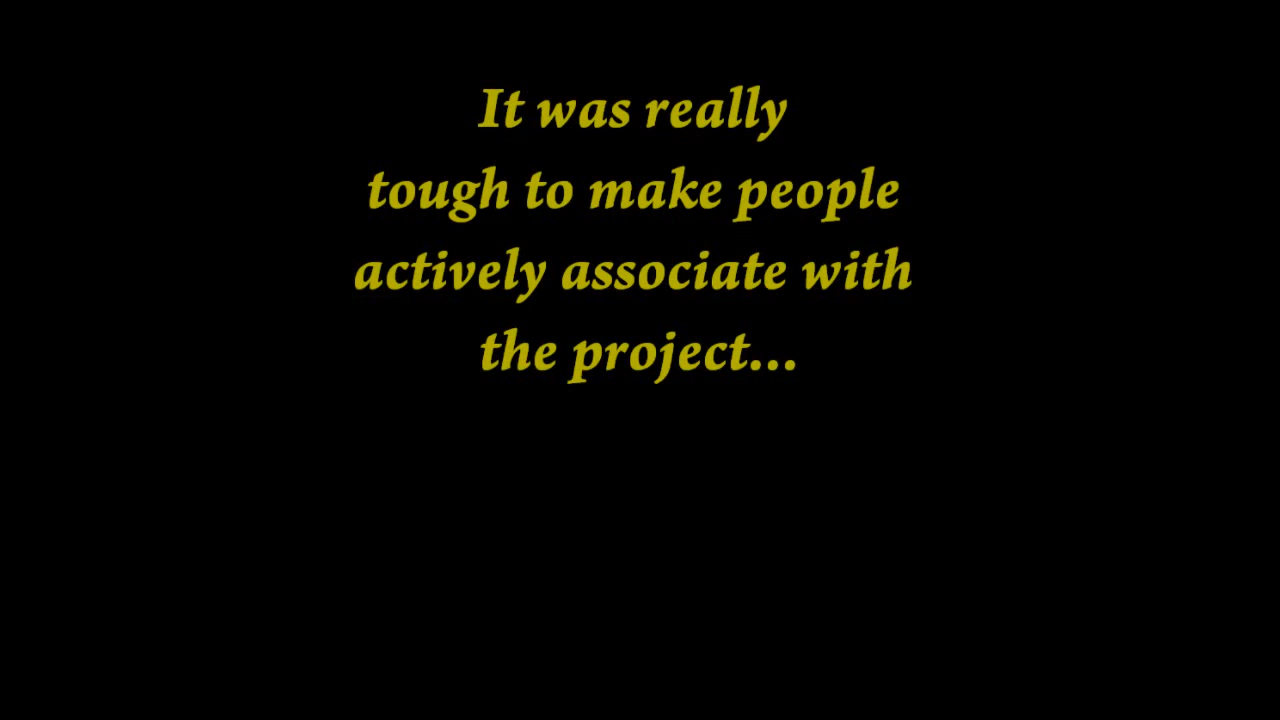 It was really
tough to make people
actively associate with
the project...